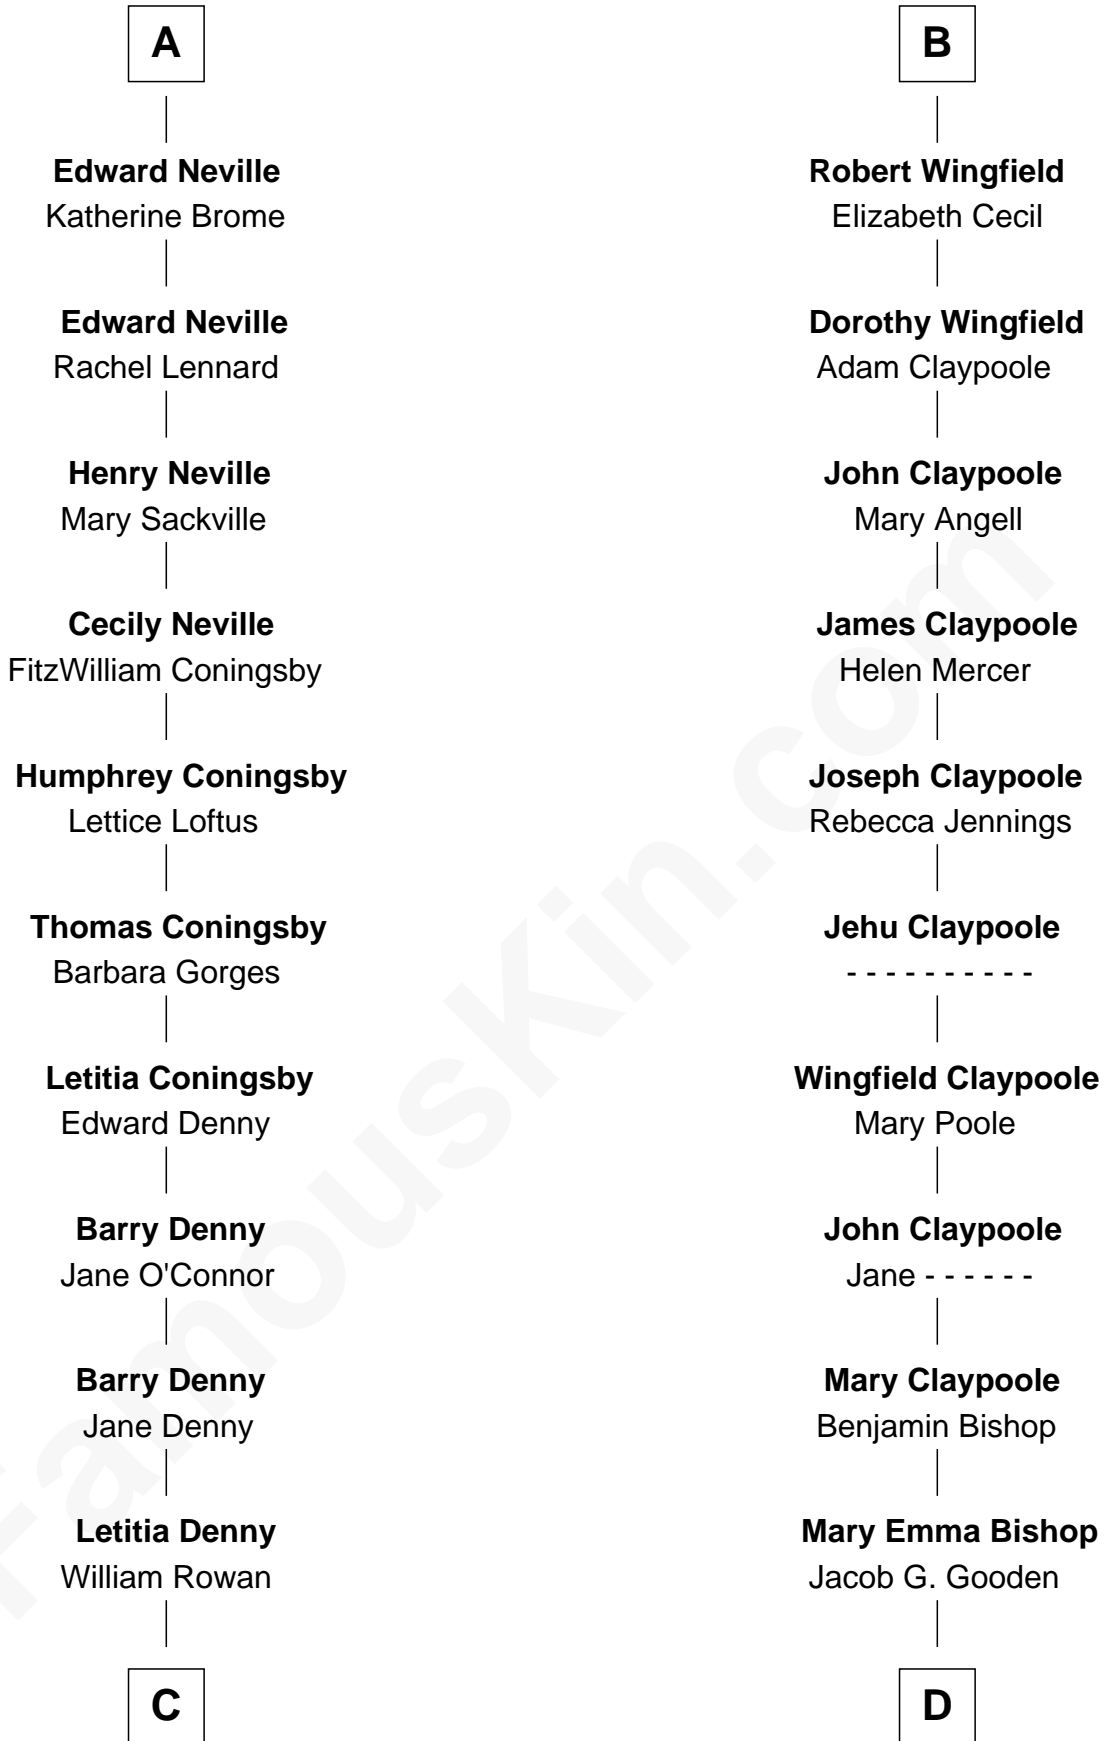 A
Edward Neville
Katherine Brome
Edward Neville
Rachel Lennard
Henry Neville
Mary Sackville
Cecily Neville
FitzWilliam Coningsby
Humphrey Coningsby
Lettice Loftus
Thomas Coningsby
Barbara Gorges
Letitia Coningsby
Edward Denny
Barry Denny
Jane O'Connor
Barry Denny
Jane Denny
Letitia Denny
William Rowan
C
B
Robert Wingfield
Elizabeth Cecil
Dorothy Wingfield
Adam Claypoole
John Claypoole
Mary Angell
James Claypoole
Helen Mercer
Joseph Claypoole
Rebecca Jennings
Jehu Claypoole
- - - - - - - - - -
Wingfield Claypoole
Mary Poole
John Claypoole
Jane - - - - - -
Mary Claypoole
Benjamin Bishop
Mary Emma Bishop
Jacob G. Gooden
D
FamousKin.com